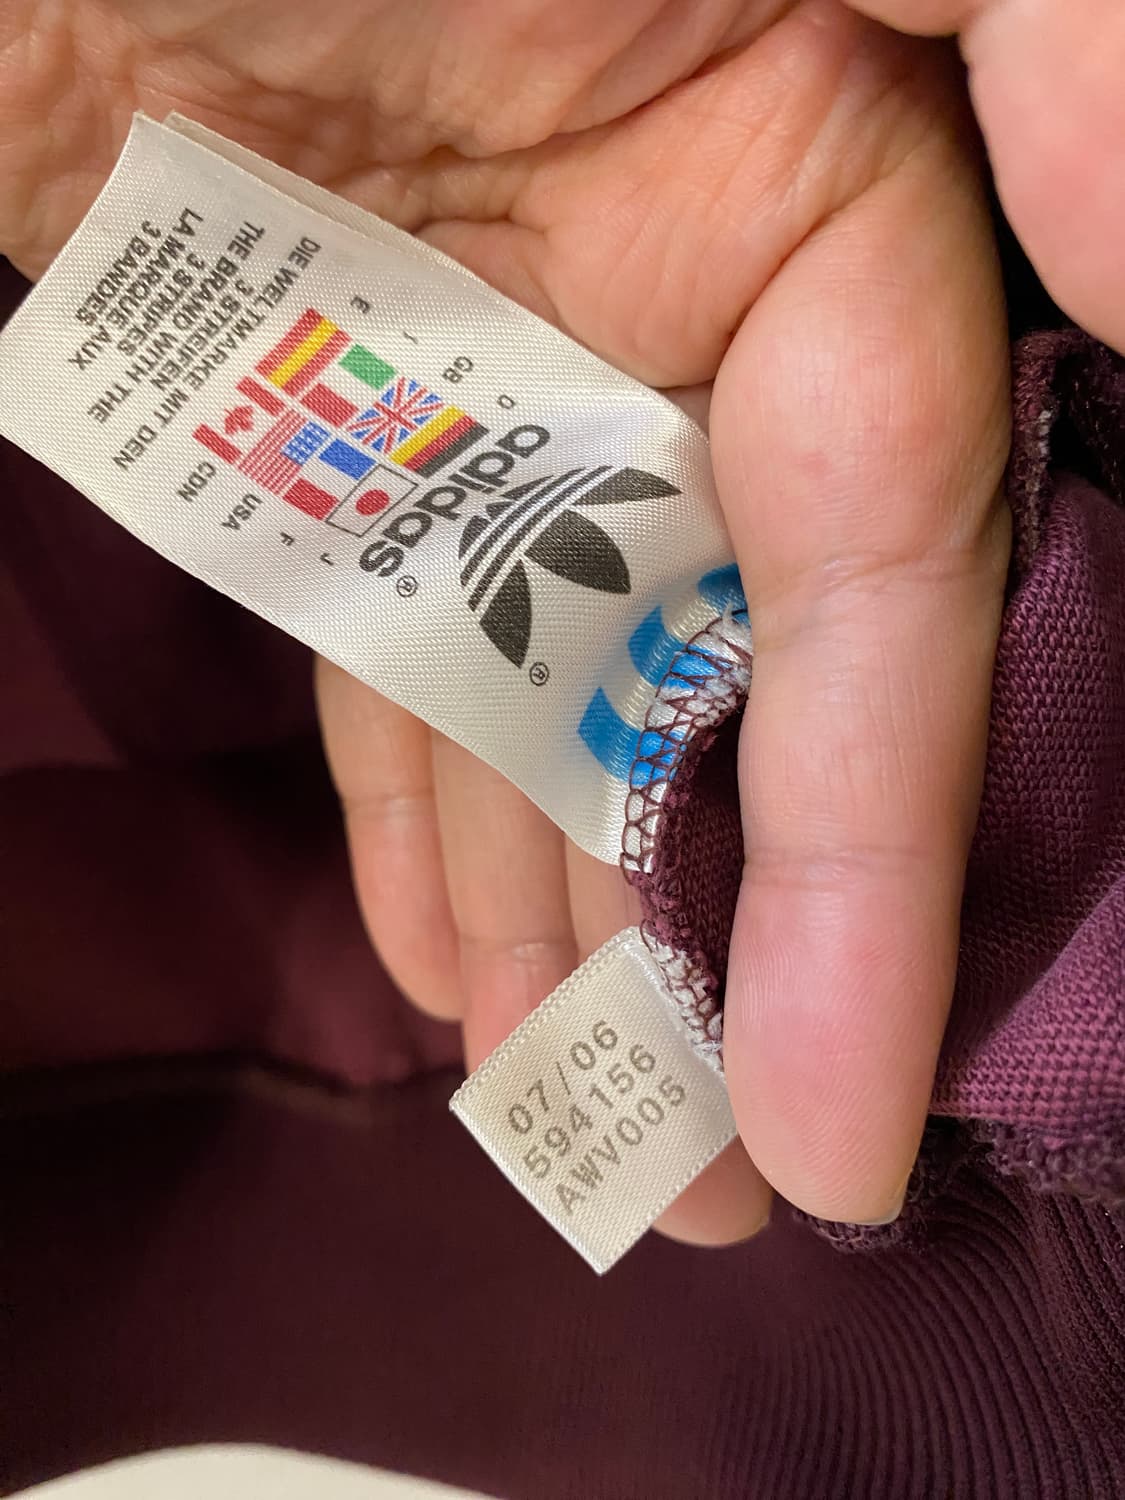 adidas®
®
D
GB
I
E
J
F
USA
CDN
DIE WELTMARKE MIT DEN
3 STREIFEN
THE BRAND WITH THE
3 STRIPES
LA MARQUE AUX
3 BANDES
07/06
594156
AWV005